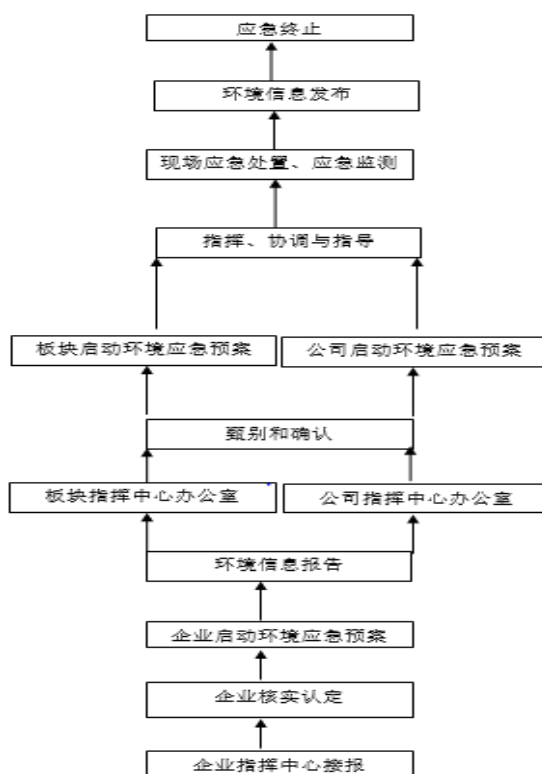 应急终止
环境信息发布
现场应急处置、应急监测
指挥、协调与指导
板块启动环境应急预案
公司启动环境应急预案
甄别和确认
板块指挥中心办公室
公司指挥中心办公室
环境信息报告
企业启动环境应急预案
企业核实认定
企业指挥中心接报